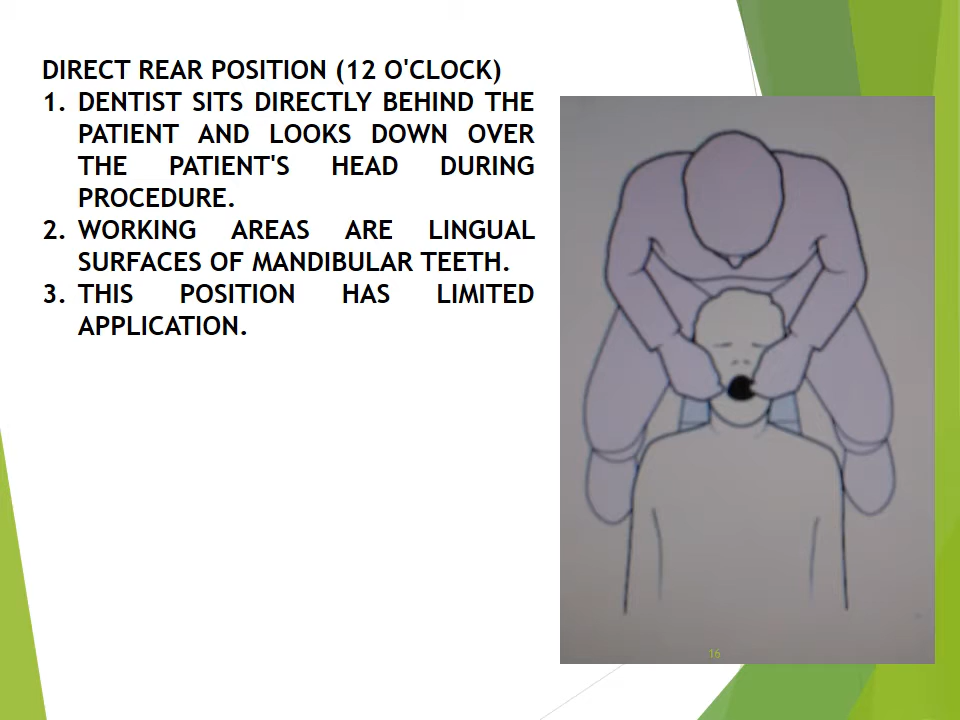 DIRECT REAR POSITION (12 O'CLOCK)
1. DENTIST SITS DIRECTLY BEHIND THE
PATIENT AND LOOKS DOWN OVER
THE PATIENT'S HEAD DURING
PROCEDURE.
2. WORKING AREAS ARE LINGUAL
SURFACES OF MANDIBULAR TEETH.
3. THIS POSITION HAS LIMITED
APPLICATION.
16